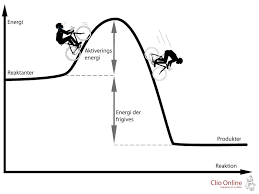 Energi
Aktiverings
energi
Reaktanter
Energi der
frigives
Produkter
Reaktion
Clio Online